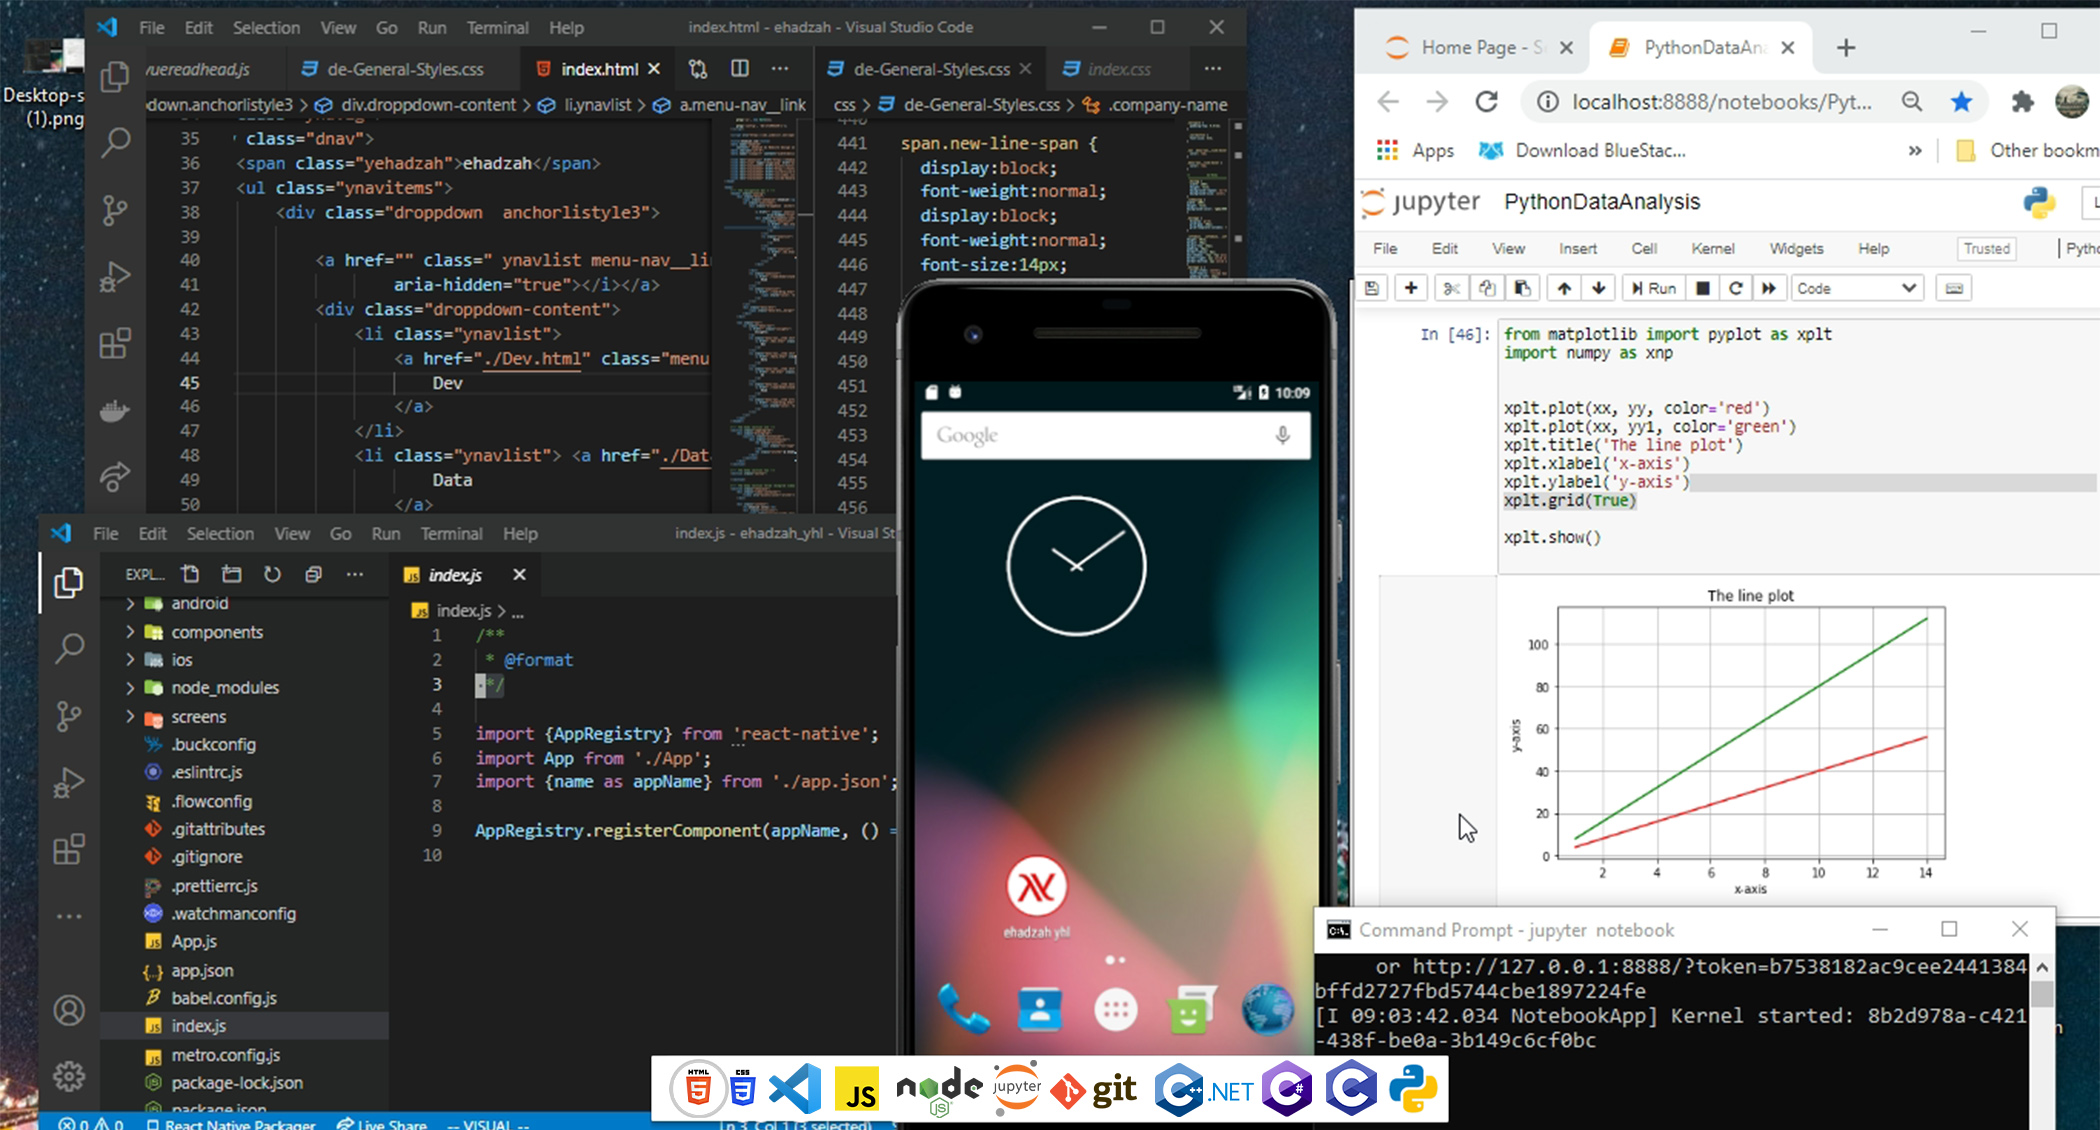 Desktop-s
(1).png
File Edit Selection View Go Run Terminal Help
index.html - ehadzah - Visual Studio Code
vuereadhead.js
de-General-Styles.css
index.html
de-General-Styles.css
index.css
down.anchorlistyle3 > div.droppdown-content > li.ynavlist > a.menu-nav__link
css > de-General-Styles.css > .company-name
35 class="dnav">
36 <span class="yehadzah">ehadzah</span>
37 <ul class="ynavitems">
38 <div class="droppdown  anchorlistyle3">
39
40 <a href="" class=" ynavlist menu-nav__li
41 aria-hidden="true"></i></a>
42 <div class="droppdown-content">
43 <li class="ynavlist">
44 <a href="./Dev.html" class="menu
45 Dev
46 </a>
47 </li>
48 <li class="ynavlist"> <a href="./Dat
49 Data
50 </a>
440
441 span.new-line-span {
442 display:block;
443 font-weight:normal;
444 display:block;
445 font-weight:normal;
446 font-size:14px;
447
448
449
450
451
452
453
454
455
456
File Edit Selection View Go Run Terminal Help
index.js - ehadzah_yhl - Visual St
EXPL...
index.js
index.js > ...
android
components
ios
node_modules
screens
.buckconfig
.eslintrc.js
.flowconfig
.gitattributes
.gitignore
.prettierrc.js
.watchmanconfig
App.js
app.json
babel.config.js
index.js
metro.config.js
package-lock.json
package.json
1 /**
2 * @format
3 */
4
5 import {AppRegistry} from 'react-native';
6 import App from './App';
7 import {name as appName} from './app.json';
8
9 AppRegistry.registerComponent(appName, () =
10
0 0 React Native Packager Live Share -- VISUAL -- Ln 3, Col 1 (3 selected)
10:09
Google
ehadzah yhl
Home Page - S
PythonDataAna
localhost:8888/notebooks/Pyt...
Apps
Download BlueStac...
»
Other bookm
jupyter PythonDataAnalysis
File Edit View Insert Cell Kernel Widgets Help
Trusted
Pytho
Run
Code
In [46]:
from matplotlib import pyplot as xplt
import numpy as xnp
xplt.plot(xx, yy, color='red')
xplt.plot(xx, yy1, color='green')
xplt.title('The line plot')
xplt.xlabel('x-axis')
xplt.ylabel('y-axis')
xplt.grid(True)
xplt.show()
The line plot
100
80
60
40
20
0
y-axis
2 4 6 8 10 12 14
x-axis
Command Prompt - jupyter  notebook
or http://127.0.0.1:8888/?token=b7538182ac9cee2441384
bffd2727fbd5744cbe1897224fe
[I 09:03:42.034 NotebookApp] Kernel started: 8b2d978a-c421
-438f-be0a-3b149c6cf0bc
HTML
5
CSS
3
JS
node
JS
jupyter
git
C++
.NET
C#
C